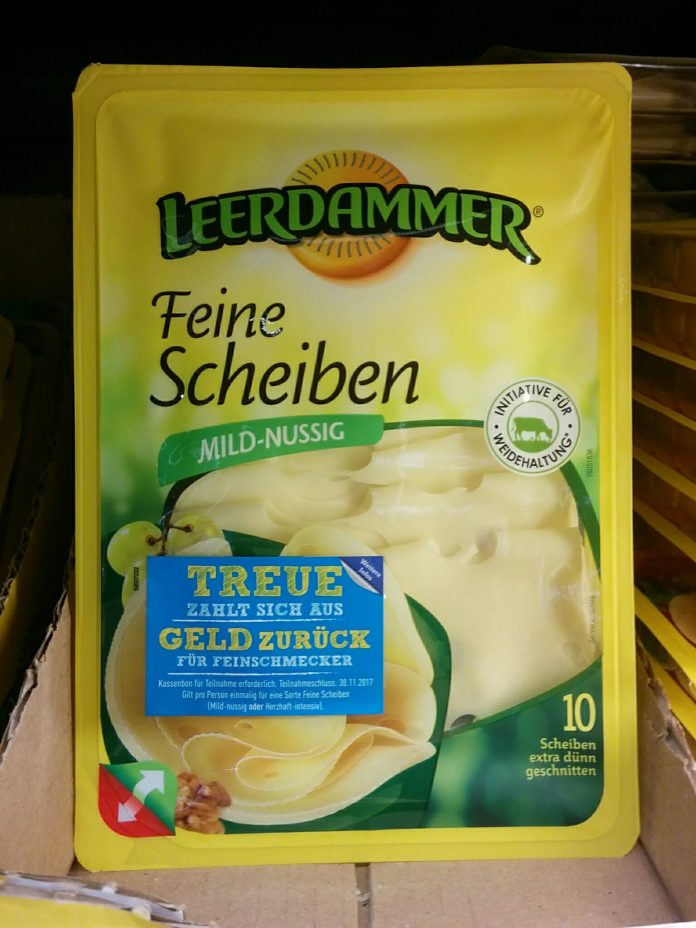 LEERDAMMER®
Feine
Scheiben
MILD-NUSSIG
INITIATIVE FÜR
WEIDEHALTUNG*
Weitere
Infos
TREUE
ZAHLT SICH AUS
GELD ZURÜCK
FÜR FEINSCHMECKER
Kassenbon für Teilnahme erforderlich. Teilnahmeschluss: 30.11.2017
Gilt pro Person einmalig für eine Sorte Feine Scheiben
(Mild-nussig oder Herzhaft-intensiv).
10
Scheiben
extra dünn
geschnitten